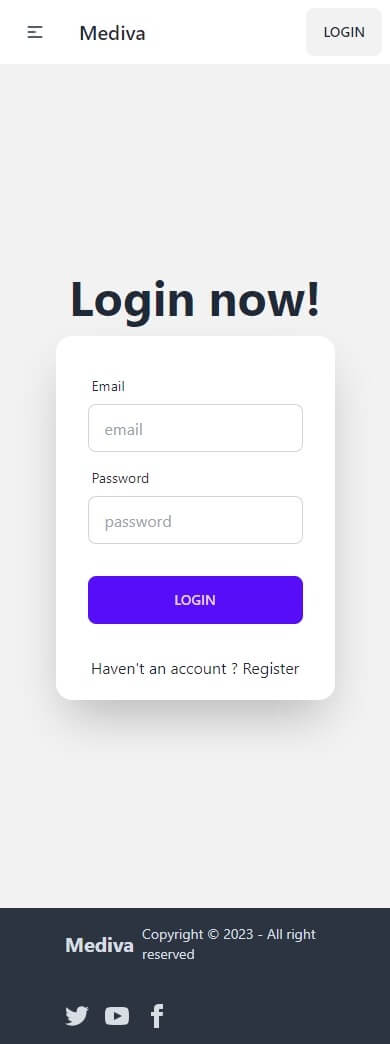 Mediva
LOGIN
Login now!
Email
email
Password
password
LOGIN
Haven't an account ? Register
Mediva
Copyright © 2023 - All right
reserved